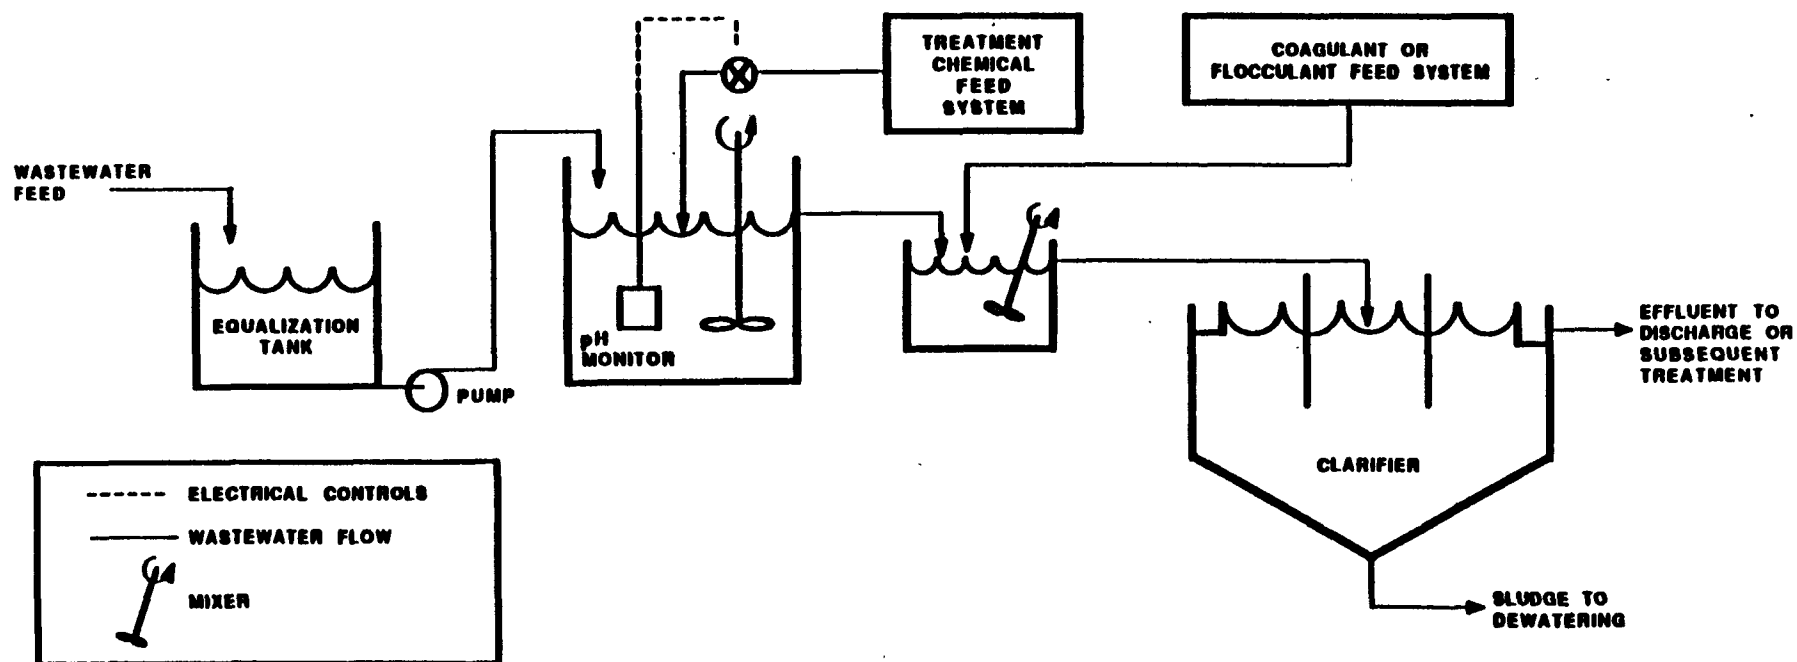 TREATMENT
CHEMICAL
FEED
SYSTEM
COAGULANT OR
FLOCCULANT FEED SYSTEM
WASTEWATER
FEED
EQUALIZATION
TANK
PUMP
pH
MONITOR
EFFLUENT TO
DISCHARGE OR
SUBSEQUENT
TREATMENT
CLARIFIER
SLUDGE TO
DEWATERING
ELECTRICAL CONTROLS
WASTEWATER FLOW
MIXER